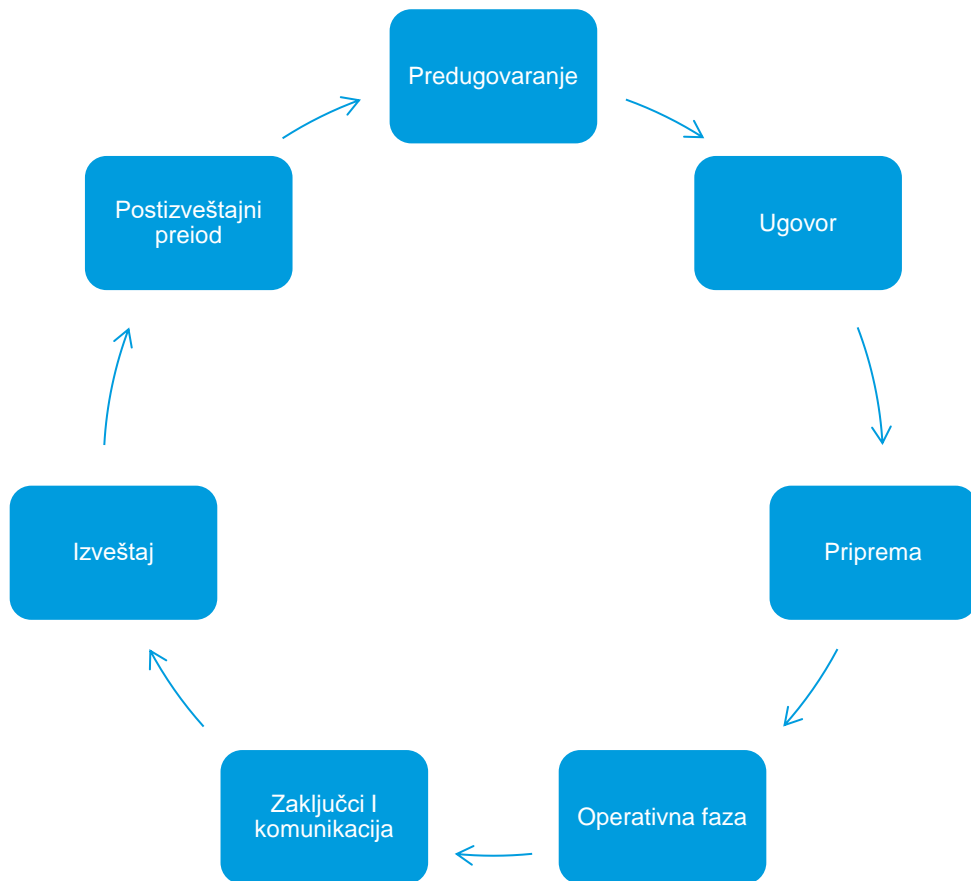 Predugovaranje
Ugovor
Priprema
Operativna faza
Zaključci I
komunikacija
Izveštaj
Postizveštajni
preiod